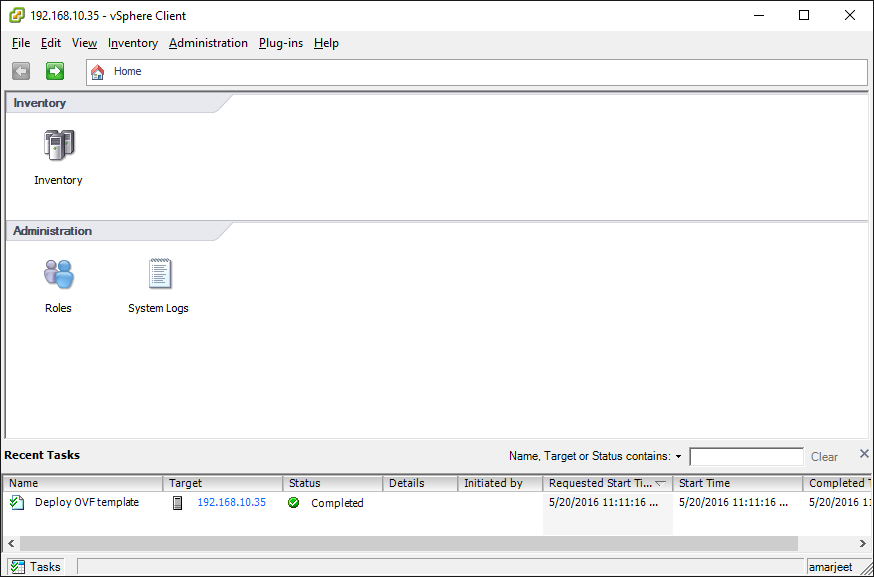 192.168.10.35 - vSphere Client
File Edit View Inventory Administration Plug-ins Help
Home
Inventory
Inventory
Administration
Roles System Logs
Recent Tasks Name, Target or Status contains: Clear
Name Target Status Details Initiated by Requested Start Ti... Start Time Completed T
Deploy OVF template 192.168.10.35 Completed 5/20/2016 11:11:16 ... 5/20/2016 11:11:16 ... 5/20/2016 11:1
Tasks amarjeet